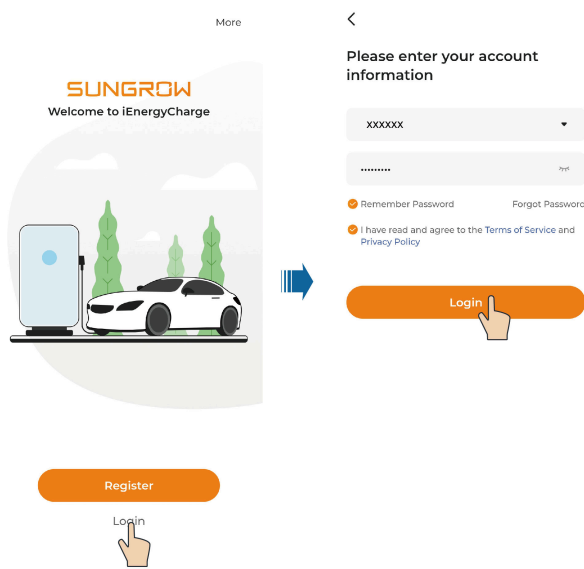 More
SUNGROW
Welcome to iEnergyCharge
Register
Login
Please enter your account
information
xxxxxx
•••••••••
Remember Password
Forgot Password
I have read and agree to the Terms of Service and
Privacy Policy
Login